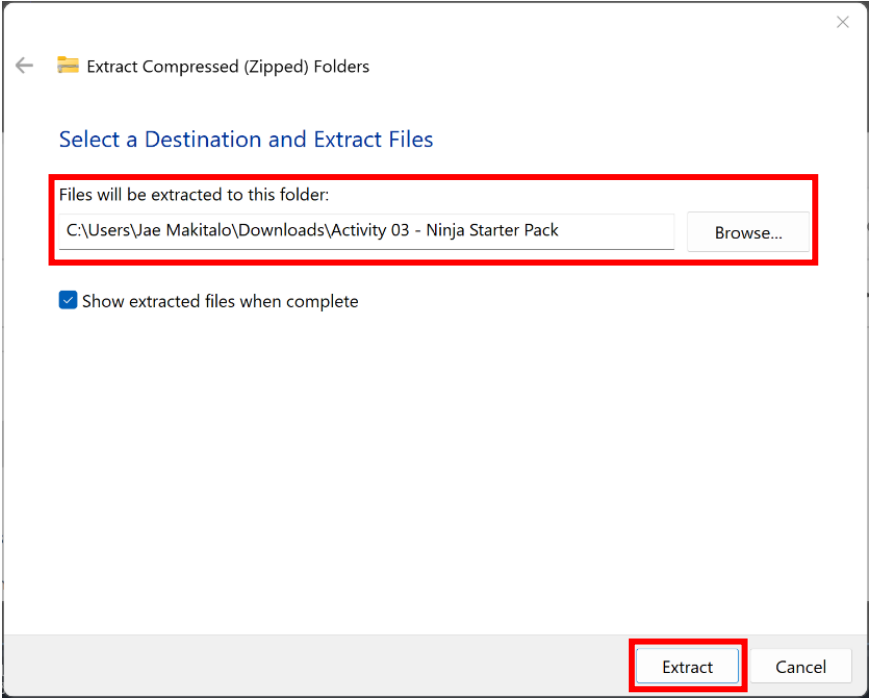 Extract Compressed (Zipped) Folders
Select a Destination and Extract Files
Files will be extracted to this folder:
C:\Users\Jae Makitalo\Downloads\Activity 03 - Ninja Starter Pack
Browse...
Show extracted files when complete
Extract
Cancel